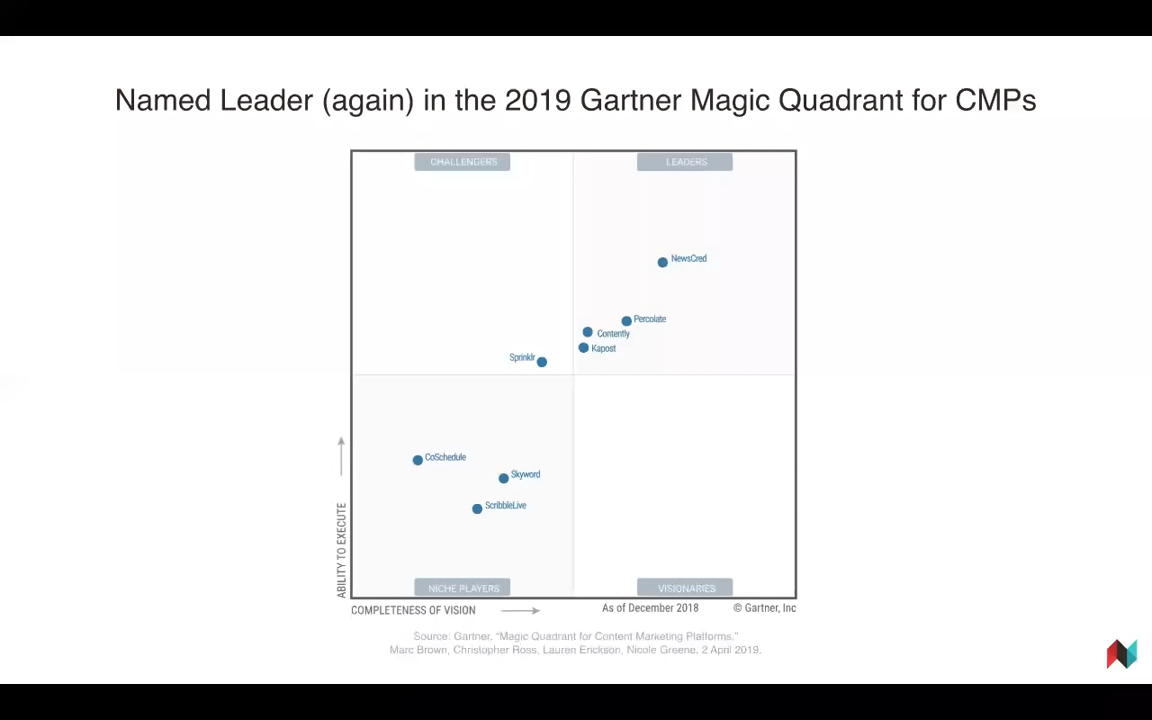 Named Leader (again) in the 2019 Gartner Magic Quadrant for CMPs
CHALLENGERS
LEADERS
NewsCred
Percolate
Contently
Kapost
Sprinklr
CoSchedule
Skyword
ScribbleLive
ABILITY TO EXECUTE
NICHE PLAYERS
VISIONARIES
COMPLETENESS OF VISION
As of December 2018
© Gartner, Inc
Source: Gartner, "Magic Quadrant for Content Marketing Platforms,"
Marc Brown, Christopher Ross, Lauren Erickson, Nicole Greene, 2 April 2019.